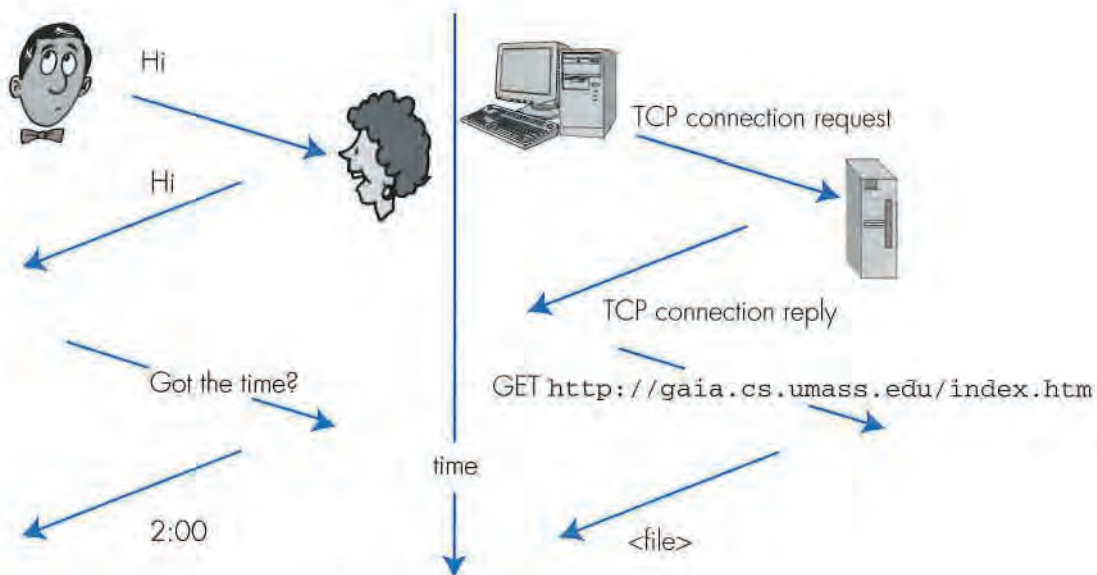 Hi
Hi
Got the time?
2:00
time
TCP connection request
TCP connection reply
GET http://gaia.cs.umass.edu/index.htm
<file>